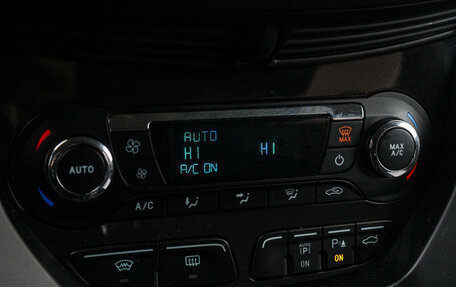 AUTO
HI HI
A/C ON
MAX
AUTO
MAX
A/C
A/C
AUTO
(P) P
ON ON